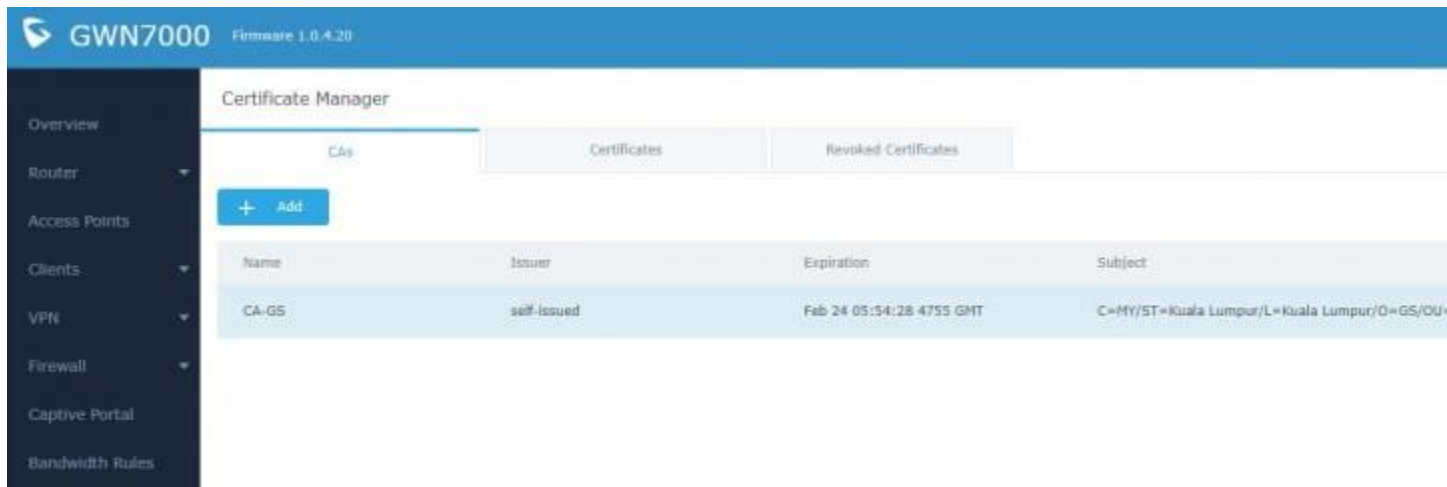 GWN7000 Firmware 1.0.4.20
Certificate Manager
Overview
Router
Access Points
Clients
VPN
Firewall
Captive Portal
Bandwidth Rules
CAs Certificates Revoked Certificates
+ Add
Name Issuer Expiration Subject
CA-GS self-issued Feb 24 05:54:28 4755 GMT C=MY/ST=Kuala Lumpur/L=Kuala Lumpur/O=GS/OU=